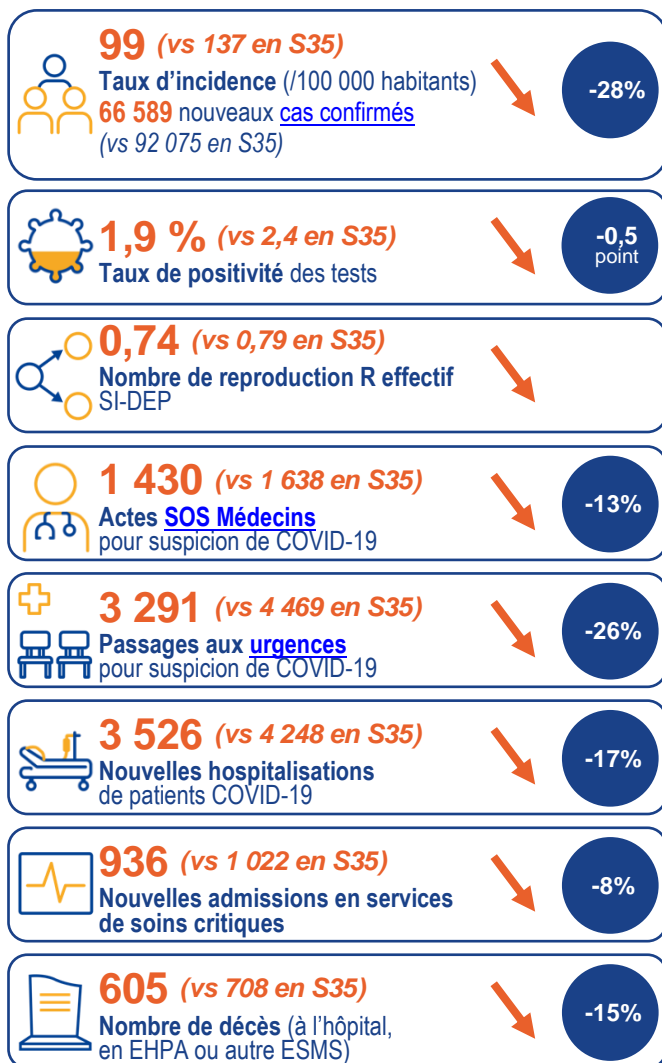 99 (vs 137 en S35)
Taux d'incidence (/100 000 habitants)
66 589 nouveaux cas confirmés
(vs 92 075 en S35)
-28%
1,9 % (vs 2,4 en S35)
Taux de positivité des tests
-0,5
point
0,74 (vs 0,79 en S35)
Nombre de reproduction R effectif
SI-DEP
1 430 (vs 1 638 en S35)
Actes SOS Médecins
pour suspicion de COVID-19
-13%
3 291 (vs 4 469 en S35)
Passages aux urgences
pour suspicion de COVID-19
-26%
3 526 (vs 4 248 en S35)
Nouvelles hospitalisations
de patients COVID-19
-17%
936 (vs 1 022 en S35)
Nouvelles admissions en services
de soins critiques
-8%
605 (vs 708 en S35)
Nombre de décès (à l'hôpital,
en EHPA ou autre ESMS)
-15%